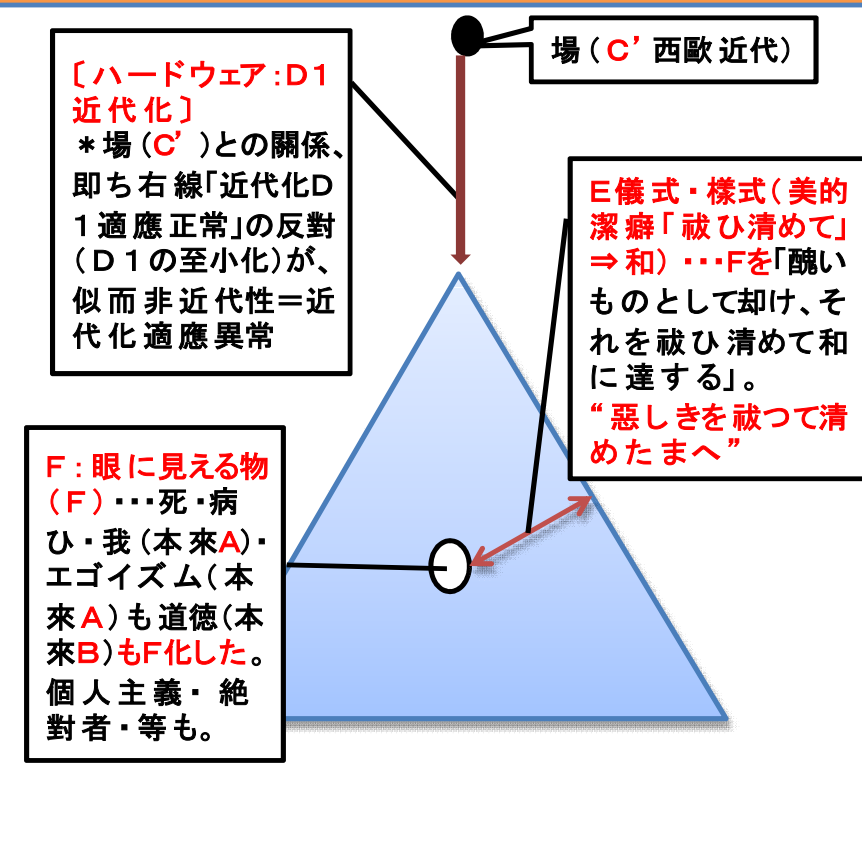 場(C’西歐近代)
〔ハードウェア:D1
近代化〕
*場(C’)との關係、
即ち右線「近代化D
1適應正常」の反對
(D1の至小化)が、
似而非近代性=近
代化適應異常
E儀式・樣式(美的
潔癖「祓ひ清めて」
⇒和)・・・Fを「醜い
ものとして却け、そ
れを祓ひ清めて和
に達する」。
“惡しきを祓つて清
めたまへ”
F:眼に見える物
(F)・・・死・病
ひ・我(本來A)・
エゴイズム(本
來A)も道徳(本
來B)もF化した。
個人主義・絶
對者・等も。